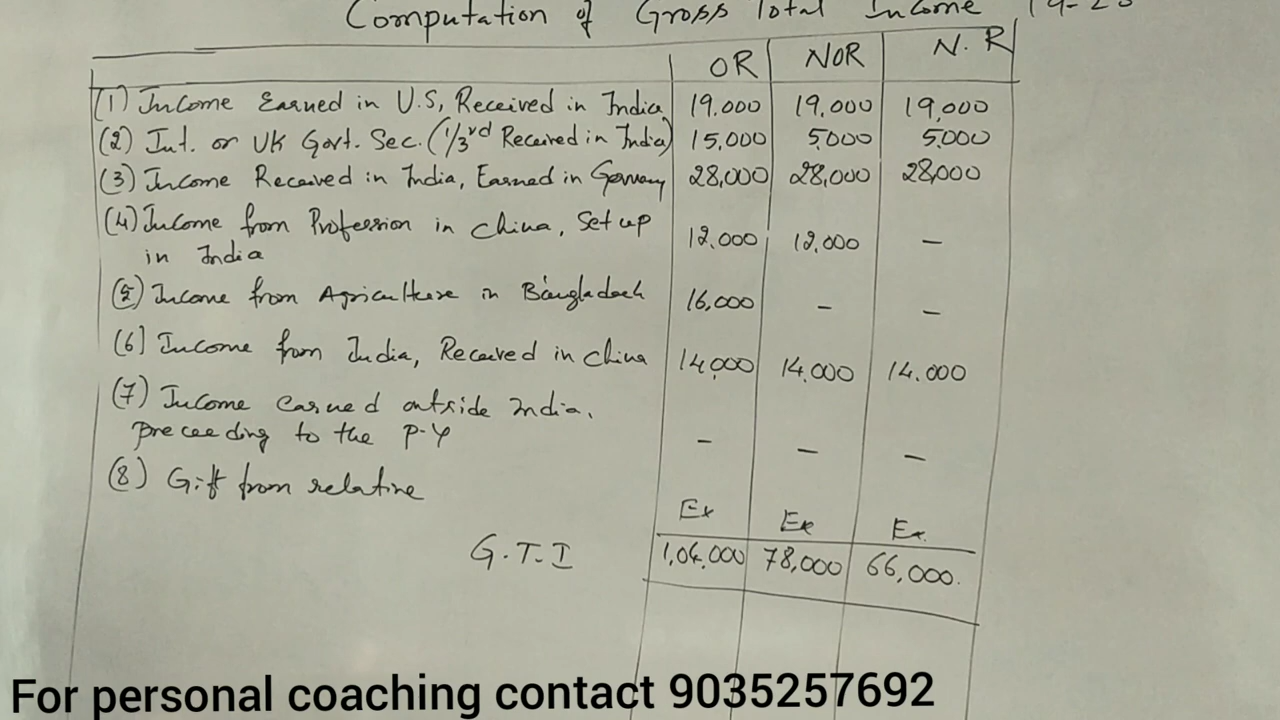 Computation of Gross Total Income 19-20
OR NOR N.R
(1) Income Earned in U.S, Received in India 19,000 19,000 19,000
(2) Int. or UK Govt. Sec. (1/3rd Received in India) 15,000 5000 5000
(3) Income Received in India, Earned in Germany 28,000 28,000 28,000
(4) Income from Profession in China, Set up
in India 12,000 12,000 —
(5) Income from Agriculture in Bangladesh 16,000 — —
(6) Income from India, Received in China 14,000 14,000 14.000
(7) Income earned outside India,
preceeding to the P-Y — — —
(8) Gift from relative
Ex Ex Ex.
G.T.I 1,04,000 78,000 66,000.
For personal coaching contact 9035257692